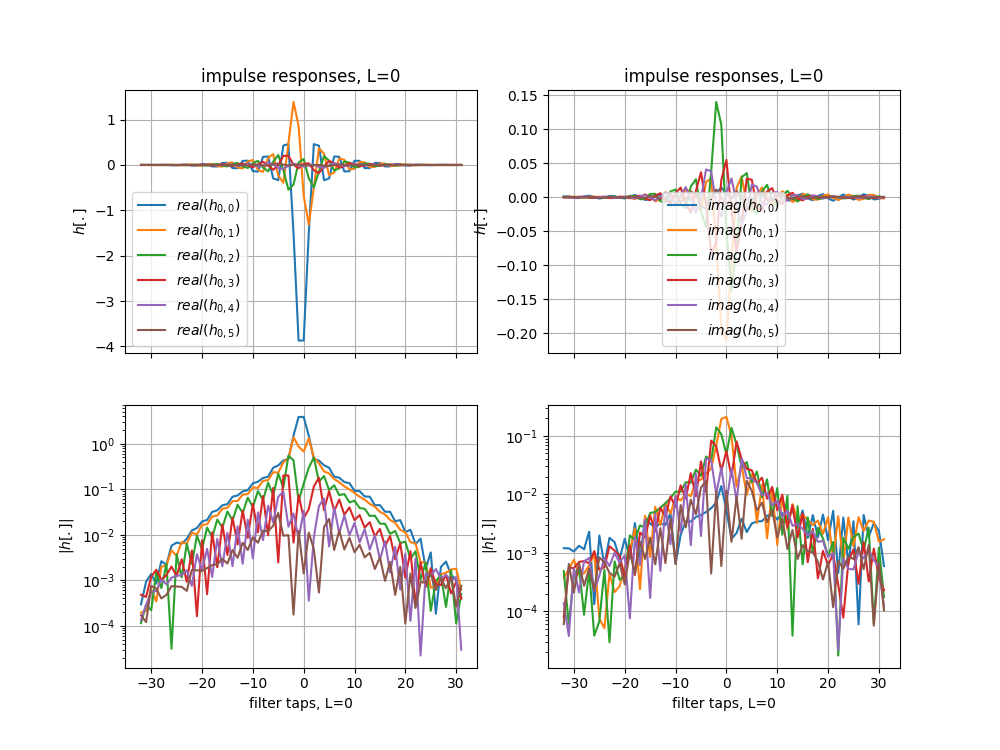 impulse responses, L=0
impulse responses, L=0
1
0
−1
−2
−3
−4
h[.]
real(h0,0)
real(h0,1)
real(h0,2)
real(h0,3)
real(h0,4)
real(h0,5)
0.15
0.10
0.05
0.00
−0.05
−0.10
−0.15
−0.20
h[.]
imag(h0,0)
imag(h0,1)
imag(h0,2)
imag(h0,3)
imag(h0,4)
imag(h0,5)
10^0
10^−1
10^−2
10^−3
10^−4
|h[.]|
−30 −20 −10 0 10 20 30
filter taps, L=0
10^−1
10^−2
10^−3
10^−4
|h[.]|
−30 −20 −10 0 10 20 30
filter taps, L=0